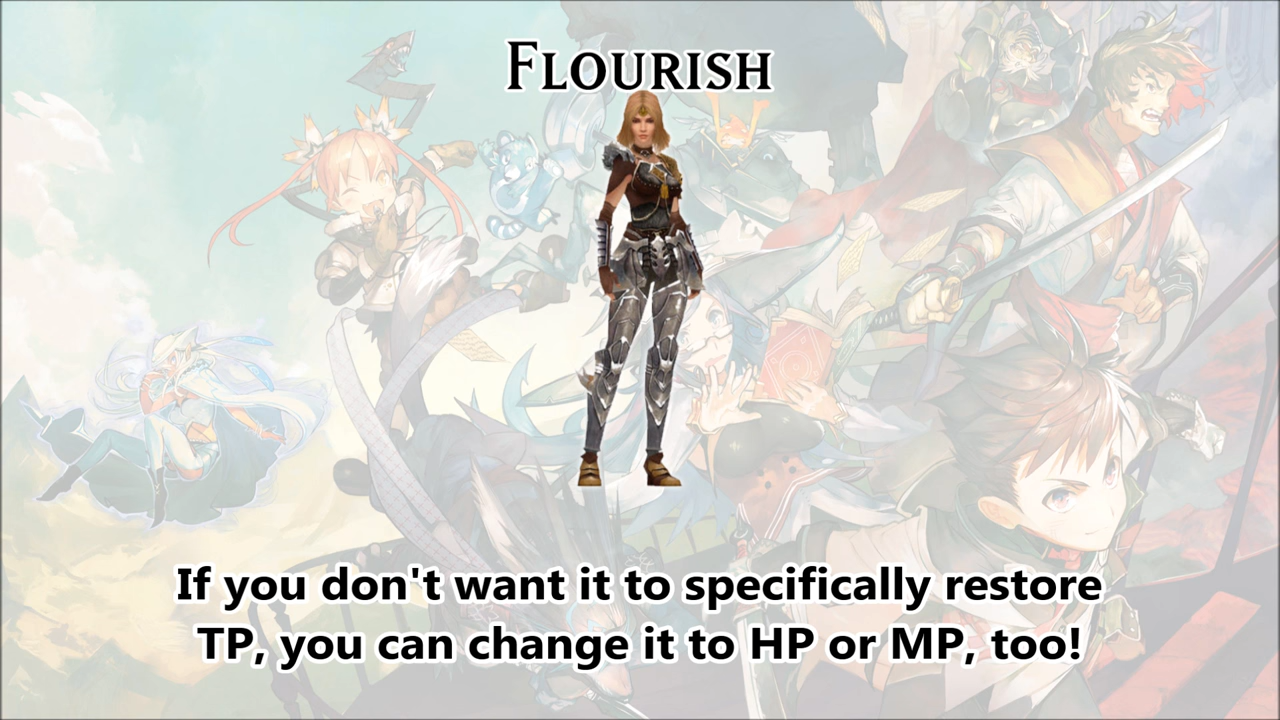 FLOURISH
If you don't want it to specifically restore
TP, you can change it to HP or MP, too!